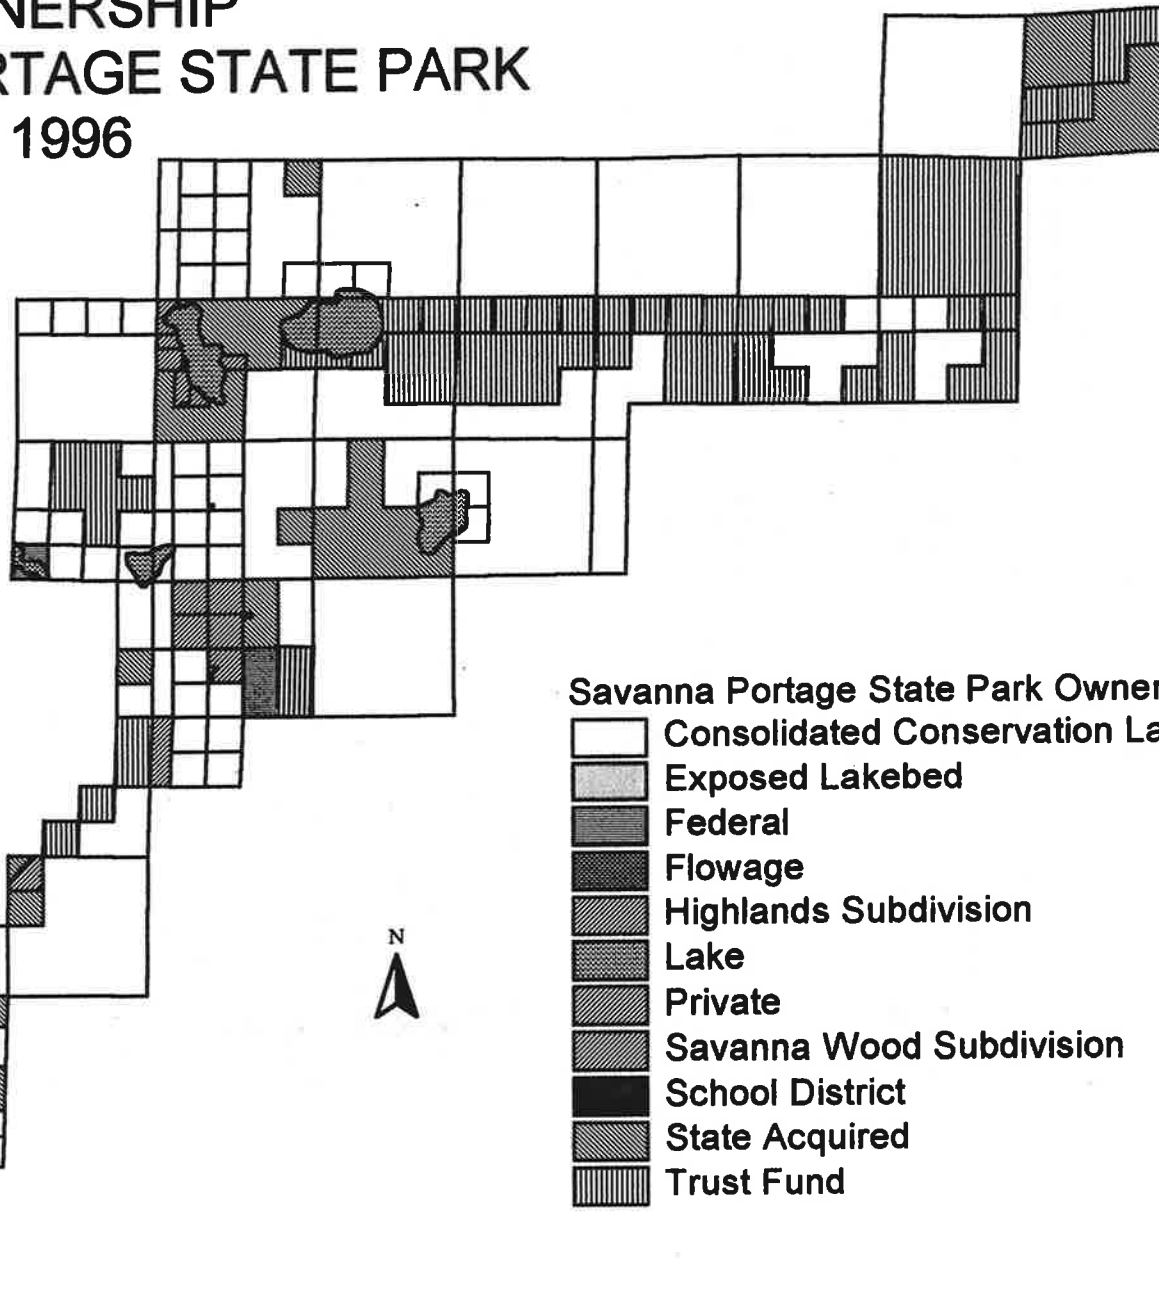 NERSHIP
RTAGE STATE PARK
1996
N
Savanna Portage State Park Owner
Consolidated Conservation La
Exposed Lakebed
Federal
Flowage
Highlands Subdivision
Lake
Private
Savanna Wood Subdivision
School District
State Acquired
Trust Fund